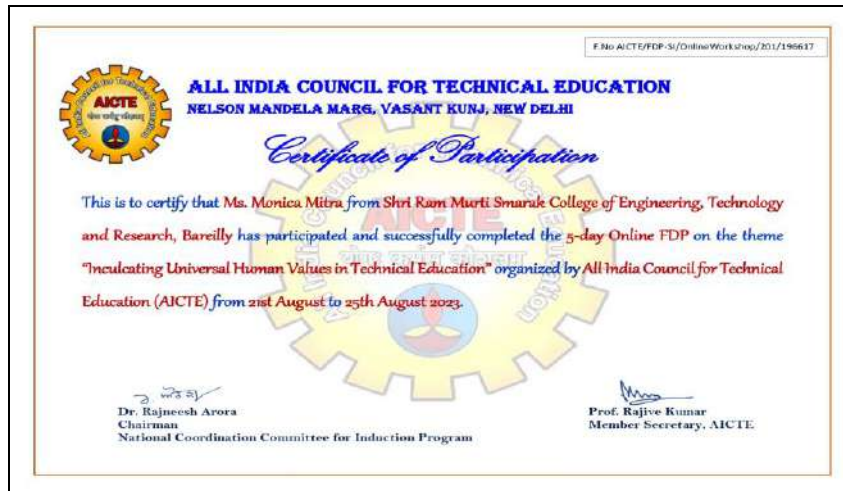 F.No AICTE/FDP-SI/OnlineWorkshop/201/196617
AICTE
ALL INDIA COUNCIL FOR TECHNICAL EDUCATION
NELSON MANDELA MARG, VASANT KUNJ, NEW DELHI
Certificate of Participation
This is to certify that Ms. Monica Mitra from Shri Ram Murti Smarak College of Engineering, Technology
and Research, Bareilly has participated and successfully completed the 5-day Online FDP on the theme
"Inculcating Universal Human Values in Technical Education" organized by All India Council for Technical
Education (AICTE) from 21st August to 25th August 2023.
Dr. Rajneesh Arora
Chairman
National Coordination Committee for Induction Program
Prof. Rajive Kumar
Member Secretary, AICTE